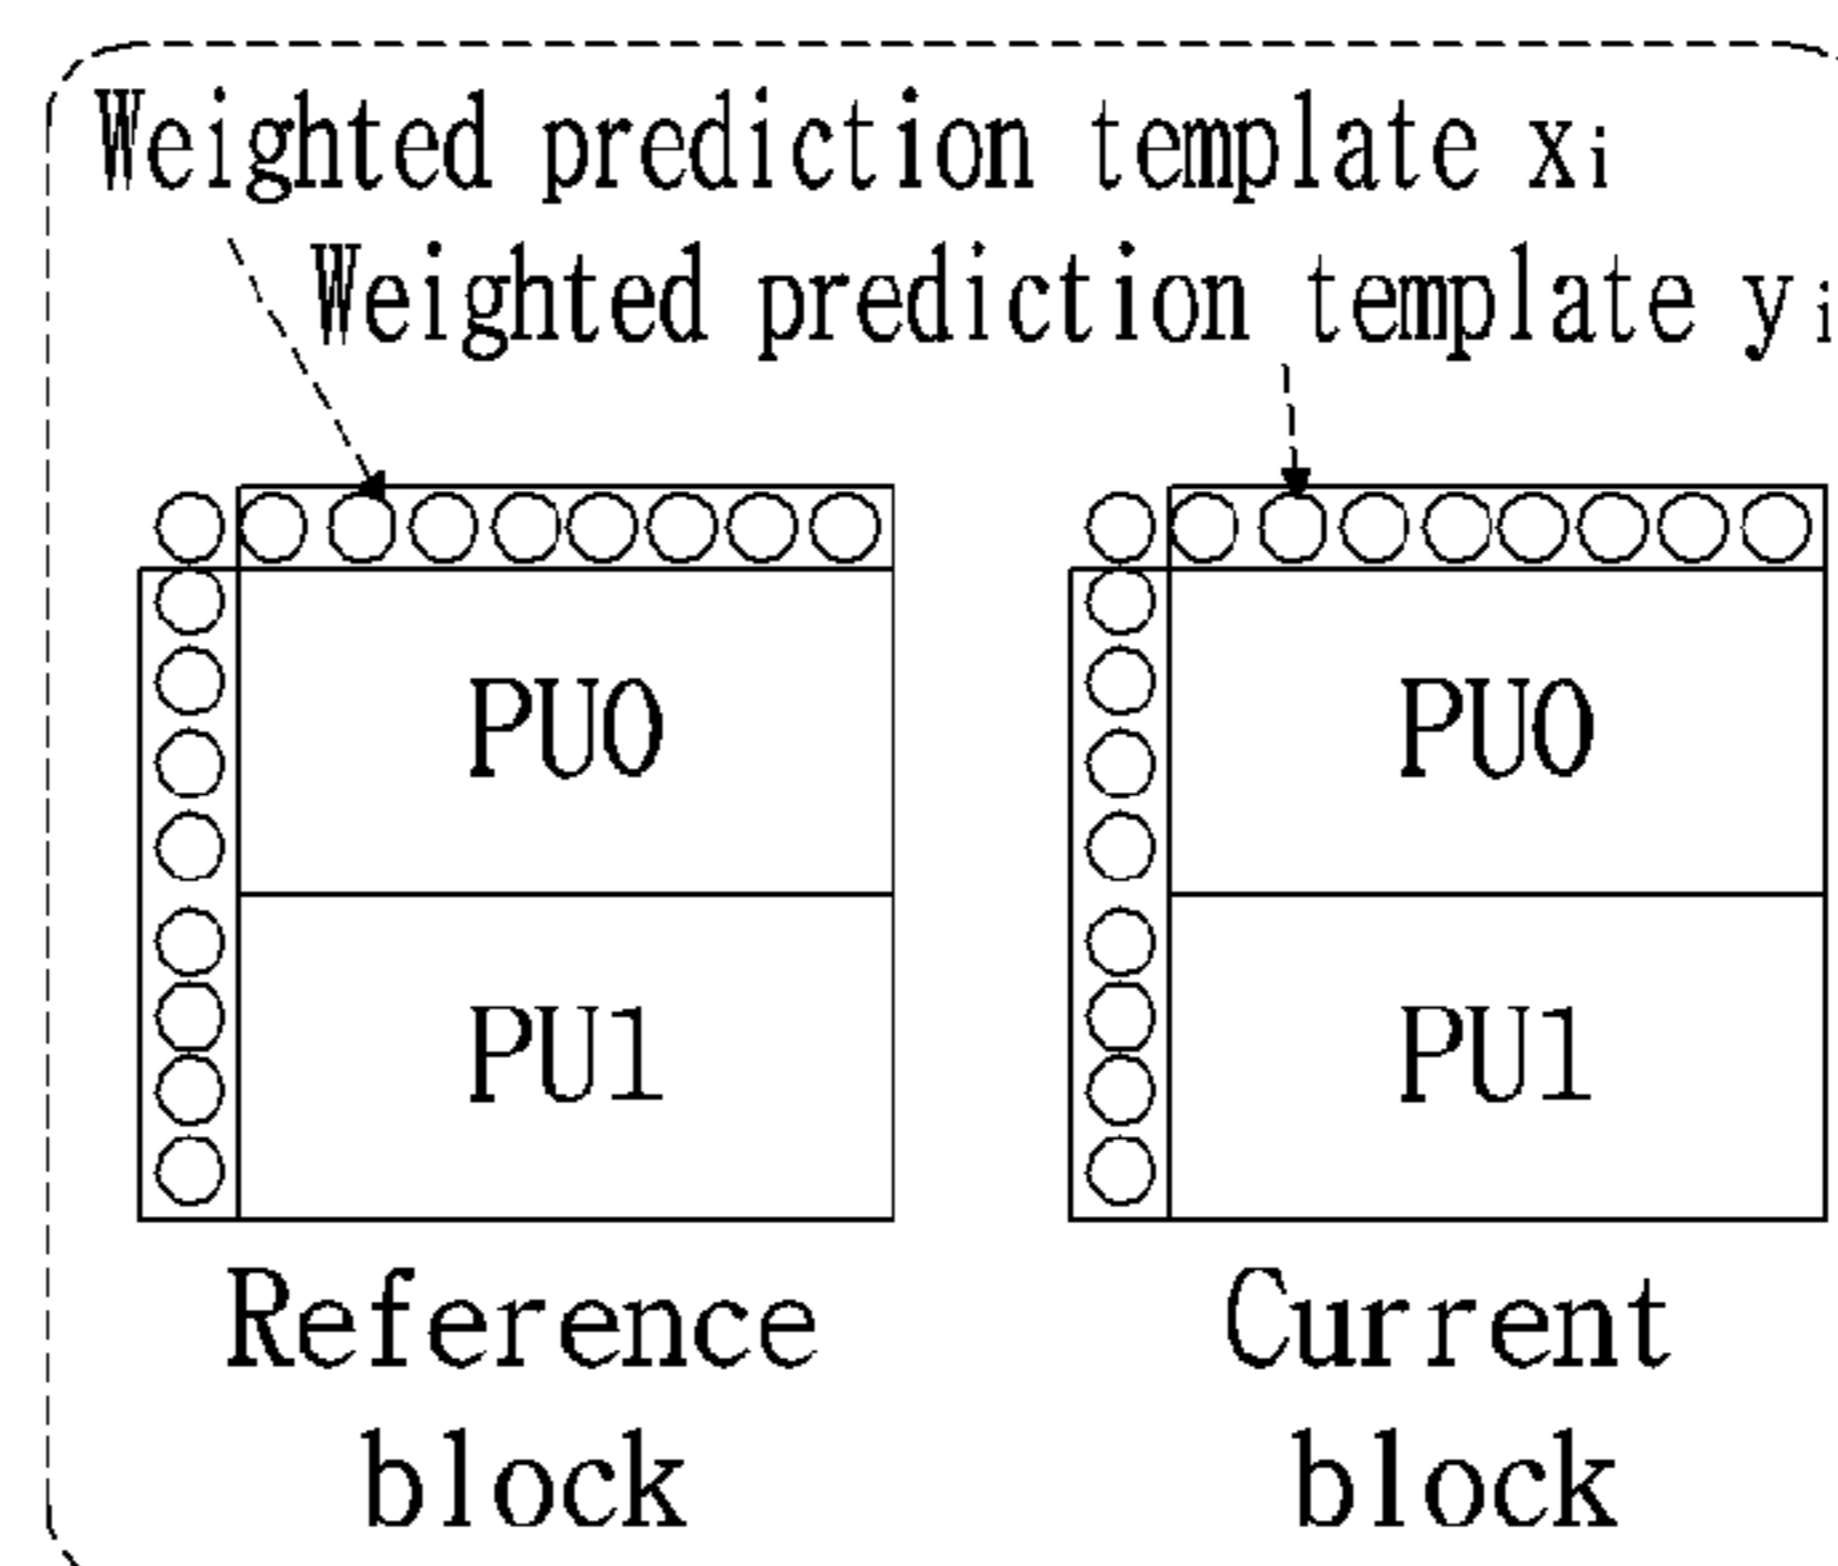 Weighted prediction template xi
Weighted prediction template yi
PU0 PU0
PU1 PU1
Reference Current
block block